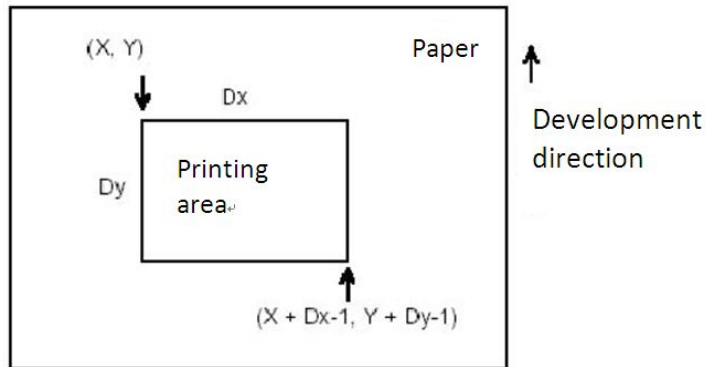 (X, Y)
Paper
Dx
Development
direction
Dy
Printing
area↵
(X + Dx-1, Y + Dy-1)